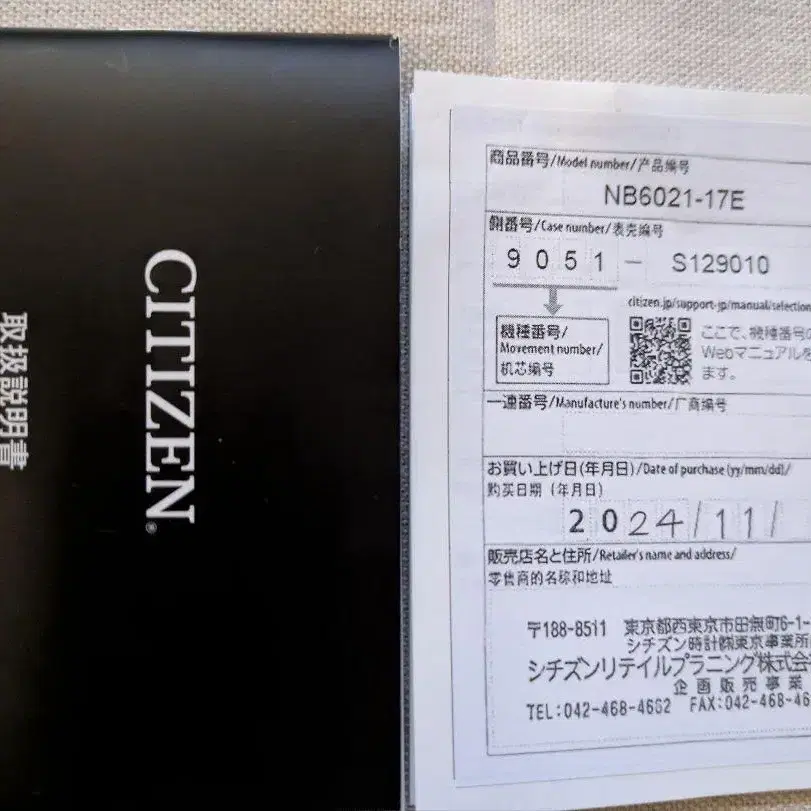 CITIZEN
取扱説明書
商品番号/Model number/产品编号
NB6021-17E
側番号/Case number/表壳编号
9051 - S129010
機種番号/
Movement number/
机芯编号
citizen.jp/support-jp/manual/selection
ここで、機種番号の
Webマニュアルを
ます。
一連番号/Manufacture's number/厂商编号
お買い上げ日(年月日)/Date of purchase (yy/mm/dd)/
购买日期（年月日）
2024/11/
販売店名と住所/Retailer's name and address/
零售商的名称和地址
〒188-8511 東京都西東京市田無町6-1-
シチズン時計㈱東京事業所
シチズンリテイルプラニング株式会
企画販売事業
TEL:042-468-4662 FAX:042-468-46